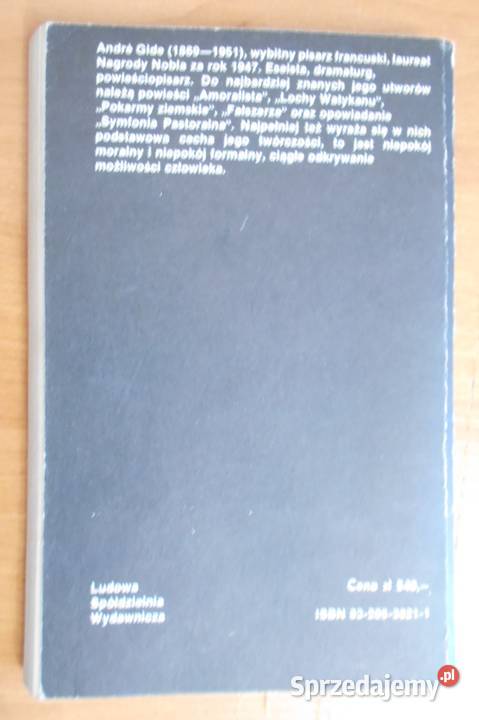 André Gide (1869—1951), wybitny pisarz francuski, laureat
Nagrody Nobla za rok 1947. Eseista, dramaturg,
powieściopisarz. Do najbardziej znanych jego utworów
należą powieści „Amoralista”, „Lochy Watykanu”,
„Pokarmy ziemskie”, „Fałszerze” oraz opowiadanie
„Symfonia Pastoralna”. Najpełniej też wyraża się w nich
podstawowa cecha jego twórczości, to jest niepokój
moralny i niepokój formalny, ciągłe odkrywanie
możliwości człowieka.
Ludowa
Spółdzielnia
Wydawnicza
Cena zł 540,—
ISBN
Sprzedajemy.pl